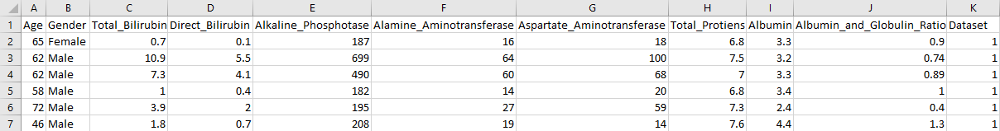 A B C D E F G H I J K
1 Age Gender Total_Bilirubin Direct_Bilirubin Alkaline_Phosphotase Alamine_Aminotransferase Aspartate_Aminotransferase Total_Protiens Albumin Albumin_and_Globulin_Ratio Dataset
2 65 Female 0.7 0.1 187 16 18 6.8 3.3 0.9 1
3 62 Male 10.9 5.5 699 64 100 7.5 3.2 0.74 1
4 62 Male 7.3 4.1 490 60 68 7 3.3 0.89 1
5 58 Male 1 0.4 182 14 20 6.8 3.4 1 1
6 72 Male 3.9 2 195 27 59 7.3 2.4 0.4 1
7 46 Male 1.8 0.7 208 19 14 7.6 4.4 1.3 1